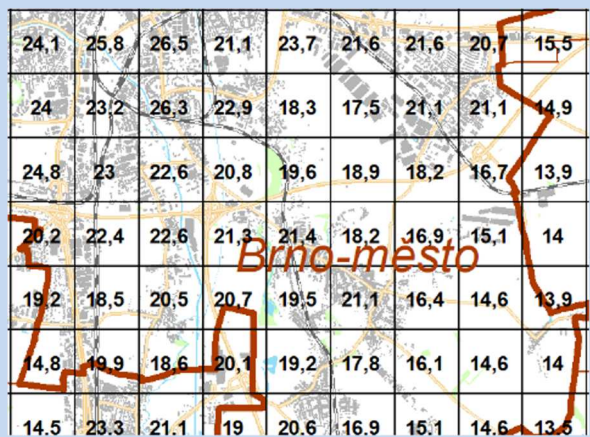 24,1 25,8 26,5 21,1 23,7 21,6 21,6 20,7 15,5
24 23,2 26,3 22,9 18,3 17,5 21,1 21,1 14,9
24,8 23 22,6 20,8 19,6 18,9 18,2 16,7 13,9
20,2 22,4 22,6 21,3 21,4 18,2 16,9 15,1 14
Brno-město
19,2 18,5 20,5 20,7 19,5 21,1 16,4 14,6 13,9
14,8 19,9 18,6 20,1 19,2 17,8 16,1 14,6 14
14,5 23,3 21,1 19 20,6 16,9 15,1 14,6 13,5